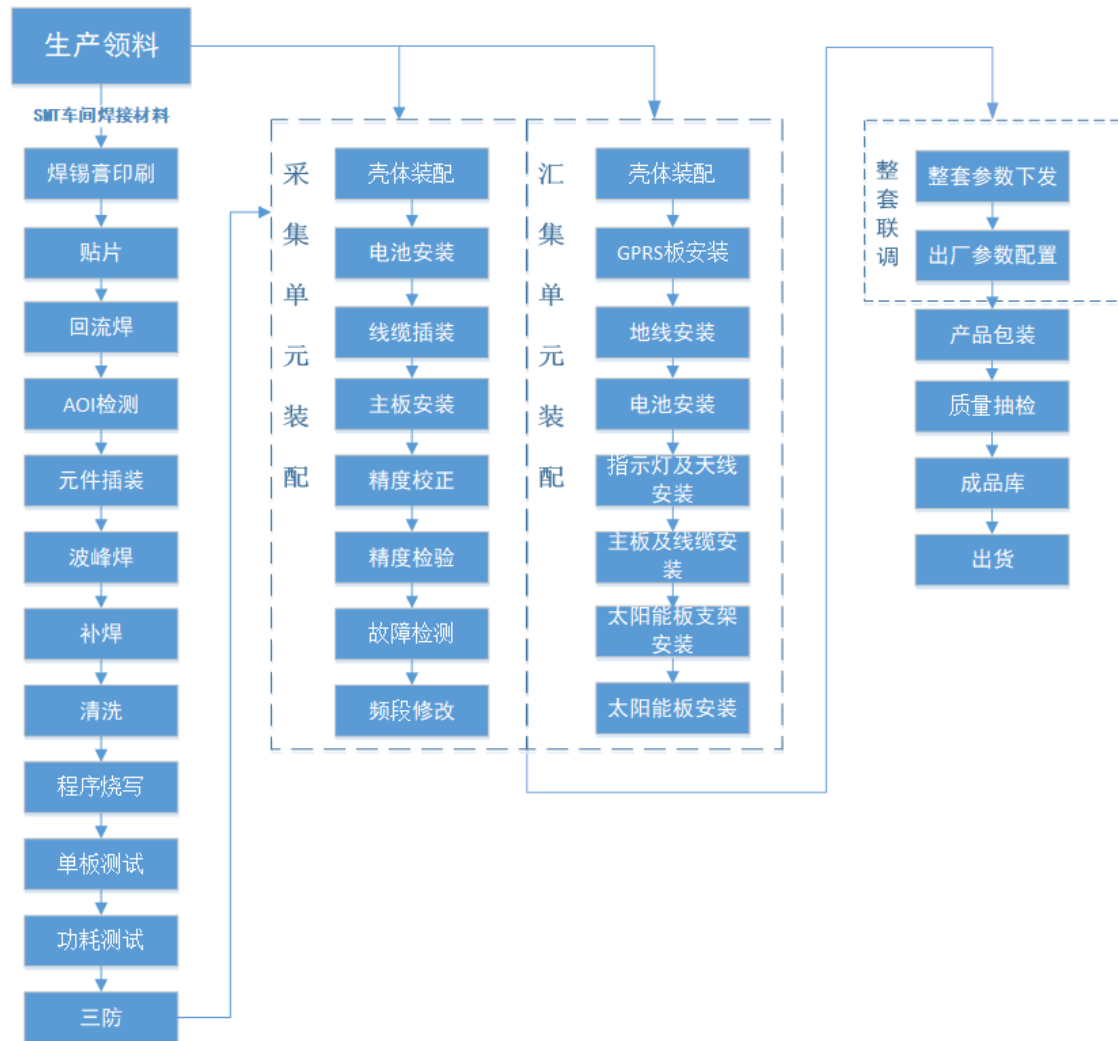 生产领料
SMT车间焊接材料
焊锡膏印刷
贴片
回流焊
AOI检测
元件插装
波峰焊
补焊
清洗
程序烧写
单板测试
功耗测试
三防
采集单元装配
壳体装配
电池安装
线缆插装
主板安装
精度校正
精度检验
故障检测
频段修改
汇集单元装配
壳体装配
GPRS板安装
地线安装
电池安装
指示灯及天线
安装
主板及线缆安
装
太阳能板支架
安装
太阳能板安装
整套联调
整套参数下发
出厂参数配置
产品包装
质量抽检
成品库
出货